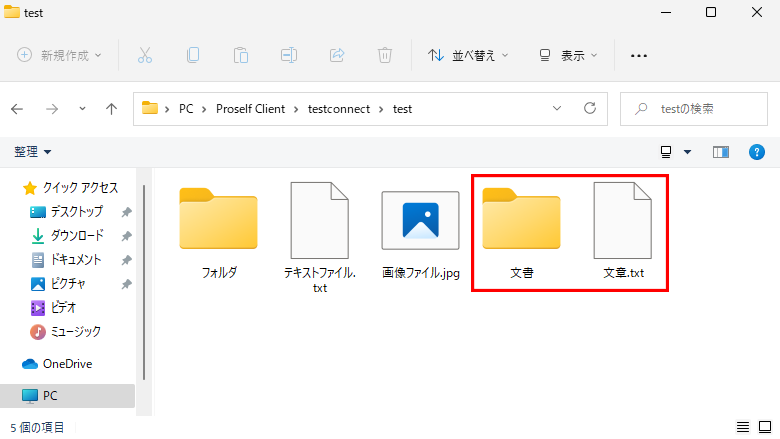 test
新規作成
並べ替え
表示
PC > Proself Client > testconnect > test
testの検索
整理
クイック アクセス
デスクトップ
ダウンロード
ドキュメント
ピクチャ
ビデオ
ミュージック
OneDrive
PC
フォルダ
テキストファイル.
txt
画像ファイル.jpg
文書
文章.txt
5 個の項目